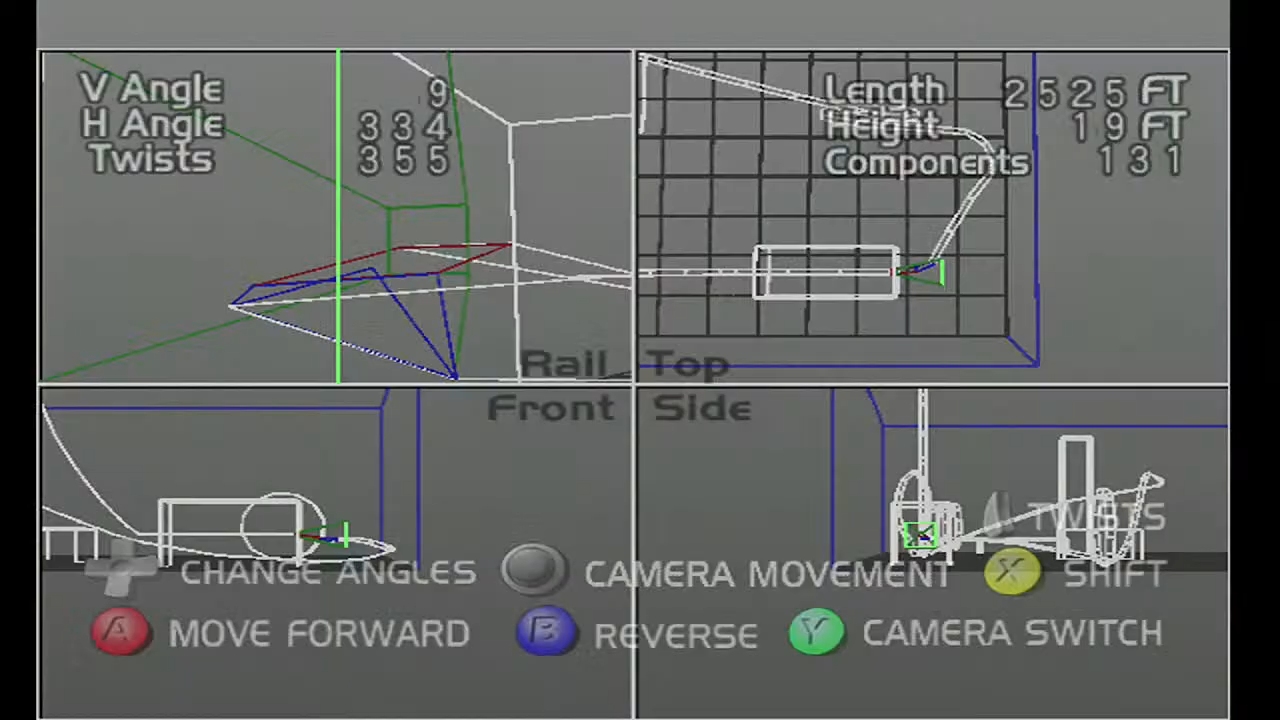 V Angle 9
H Angle 334
Twists 355
Length 2525 FT
Height 19 FT
Components 131
Rail Top
Front Side
TWISTS
CHANGE ANGLES CAMERA MOVEMENT X SHIFT
A MOVE FORWARD B REVERSE Y CAMERA SWITCH